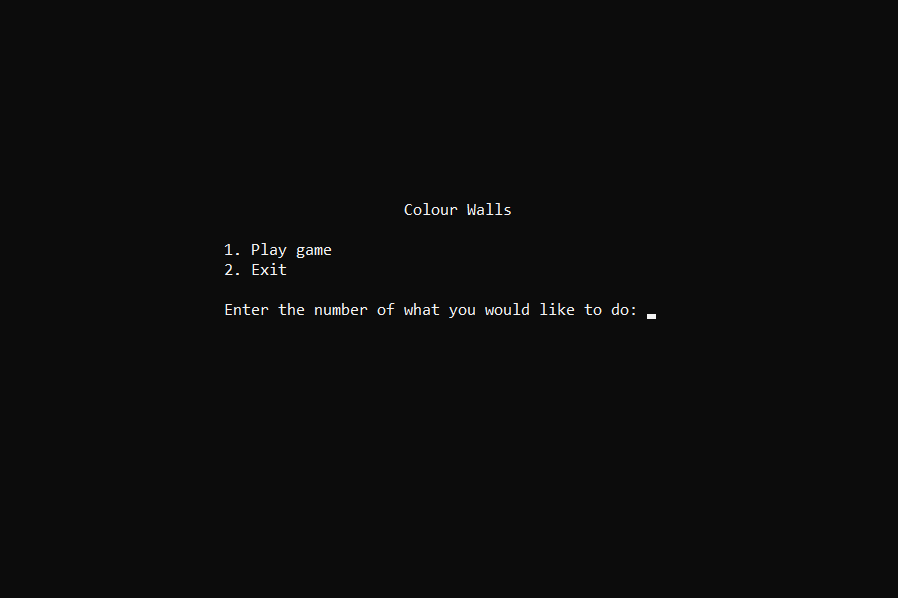 Colour Walls
1. Play game
2. Exit
Enter the number of what you would like to do: